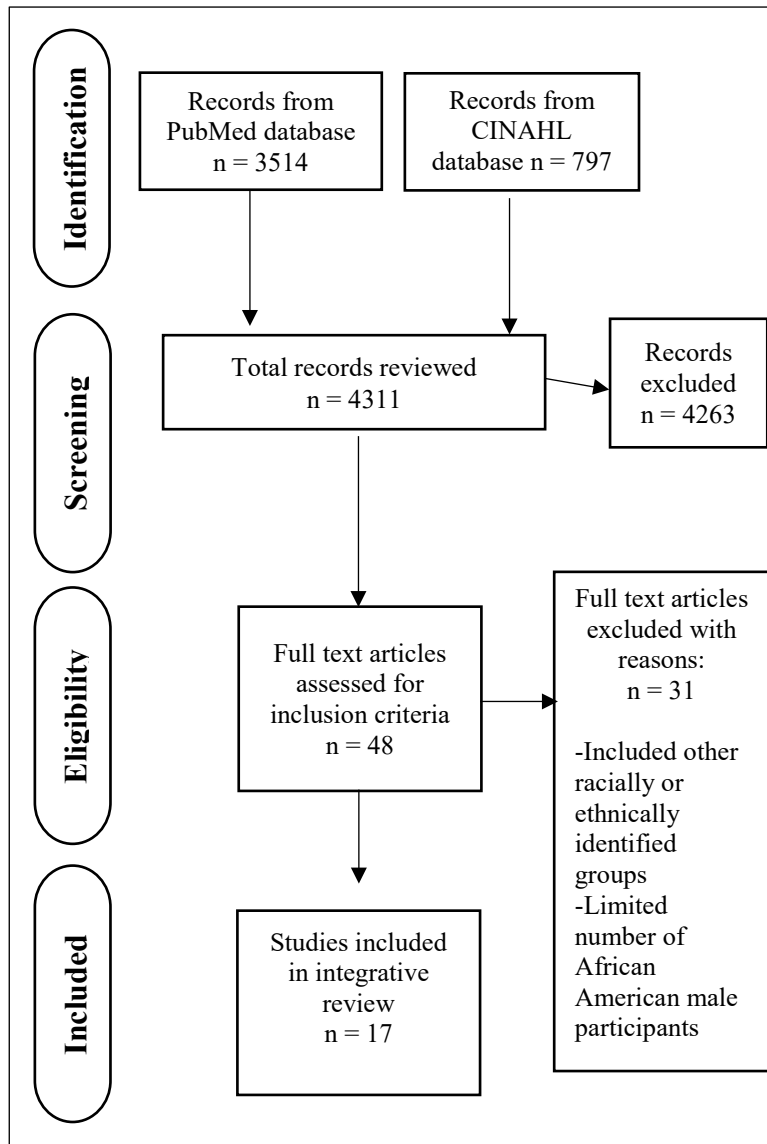 Identification
Records from
PubMed database
n = 3514
Records from
CINAHL
database n = 797
Screening
Total records reviewed
n = 4311
Records
excluded
n = 4263
Eligibility
Full text articles
assessed for
inclusion criteria
n = 48
Full text articles
excluded with
reasons:
n = 31
-Included other
racially or
ethnically
identified
groups
-Limited
number of
African
American male
participants
Included
Studies included
in integrative
review
n = 17